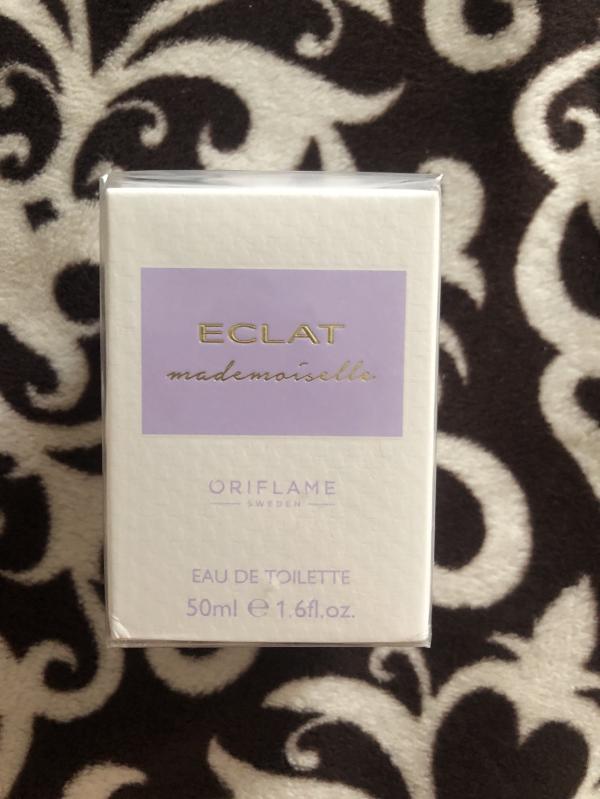 ECLAT
mademoiselle
ORIFLAME
SWEDEN
EAU DE TOILETTE
50ml ℮ 1.6fl.oz.